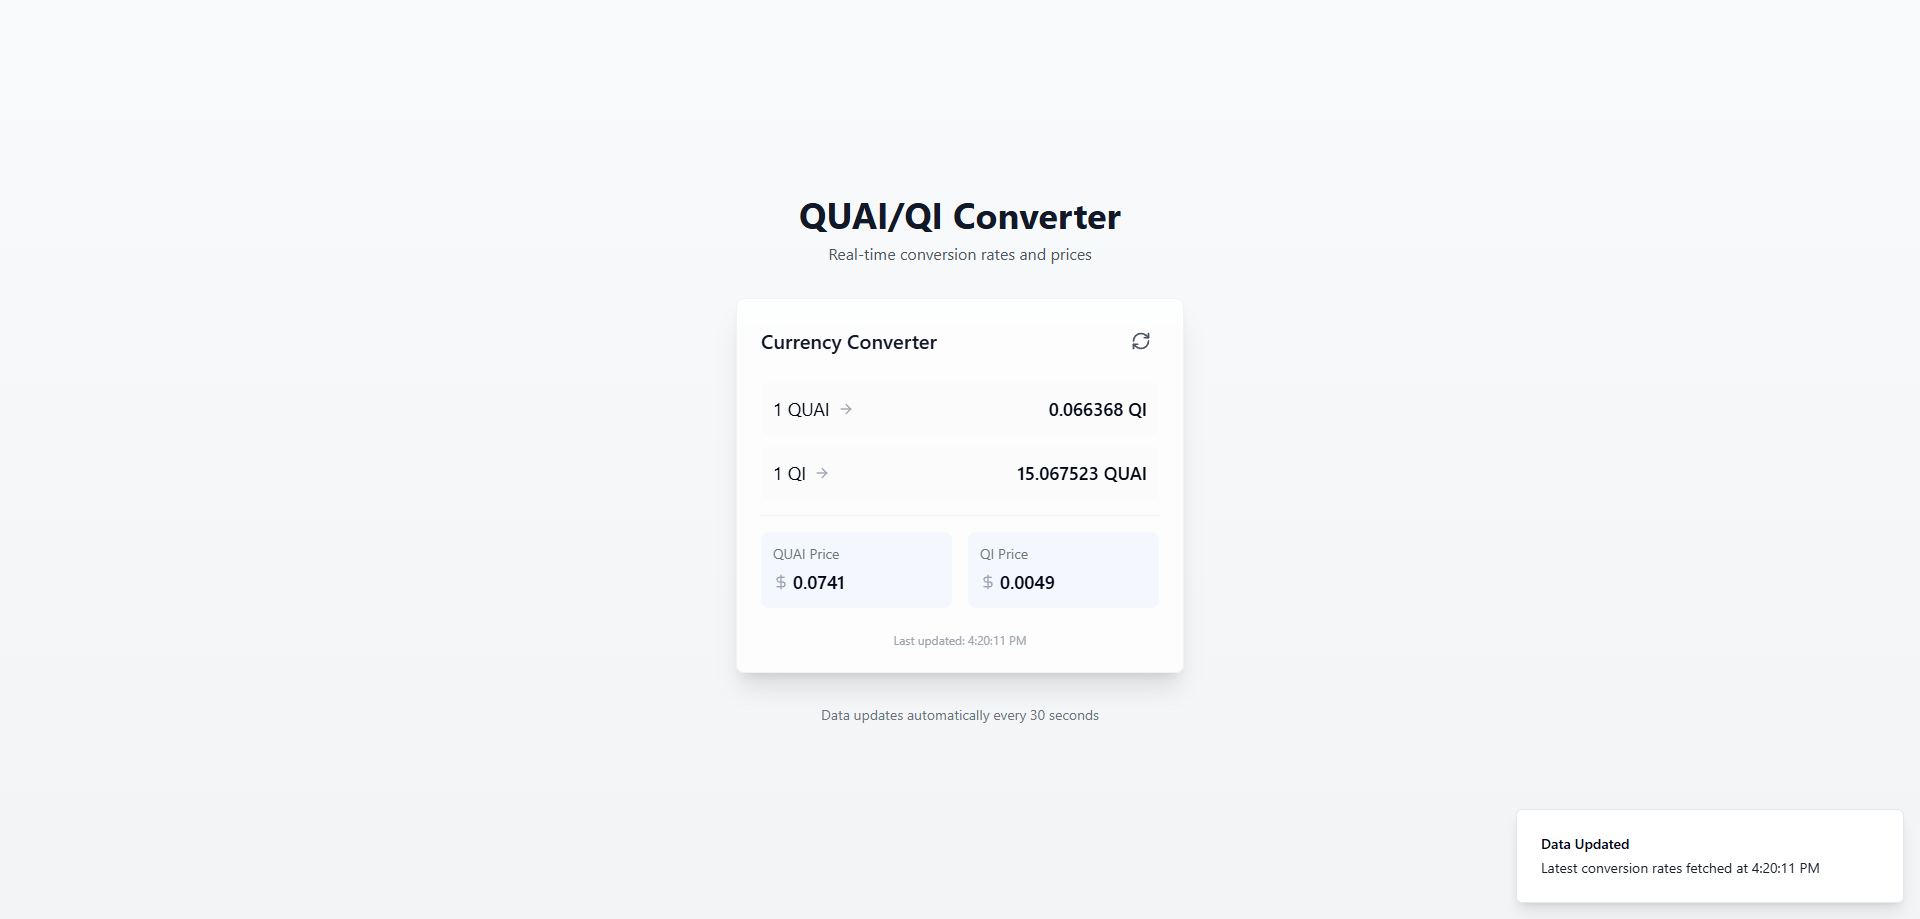 QUAI/QI Converter
Real-time conversion rates and prices
Currency Converter
1 QUAI → 0.066368 QI
1 QI → 15.067523 QUAI
QUAI Price
$ 0.0741
QI Price
$ 0.0049
Last updated: 4:20:11 PM
Data updates automatically every 30 seconds
Data Updated
Latest conversion rates fetched at 4:20:11 PM